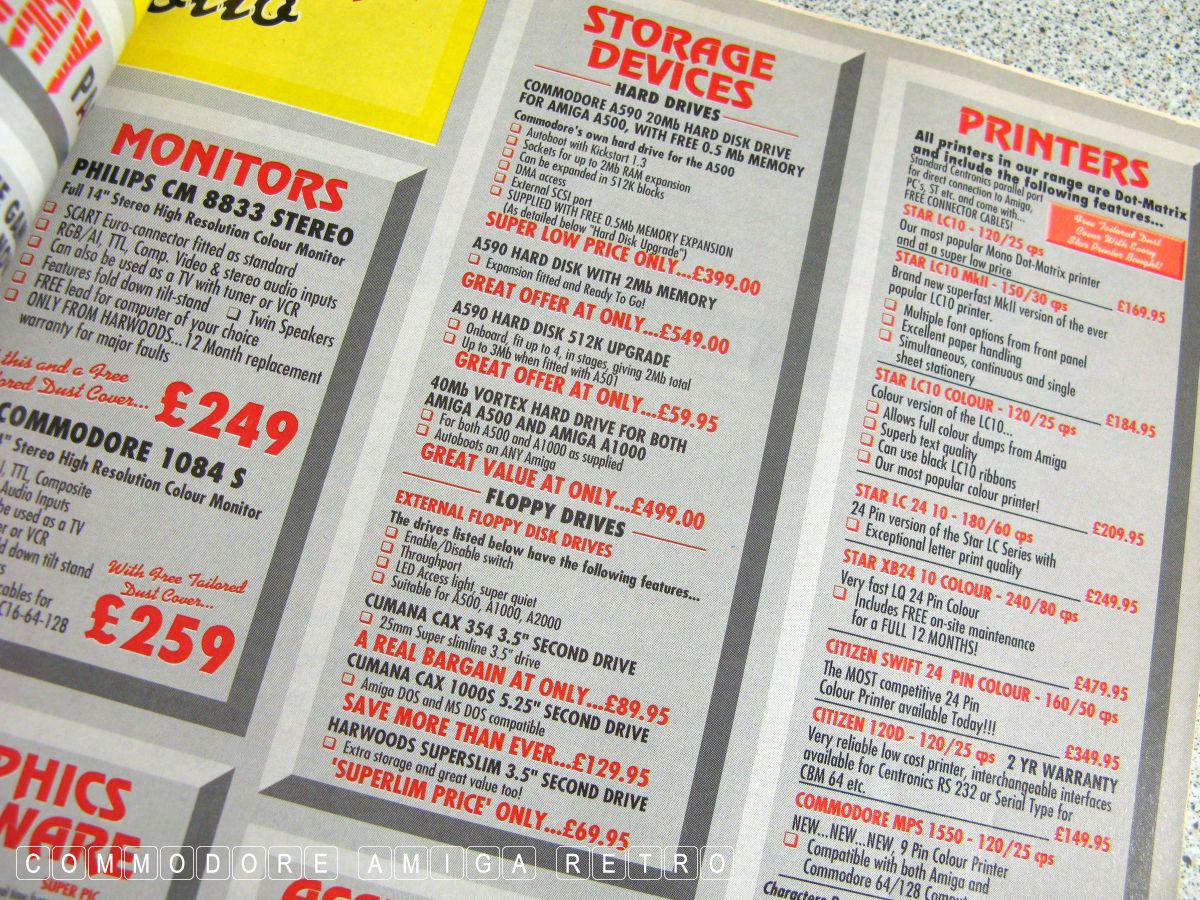 MONITORS
PHILIPS CM 8833 STEREO
Full 14" Stereo High Resolution Colour Monitor
SCART Euro-connector fitted as standard
RGB/AI, TTL, Comp. Video & stereo audio inputs
Can also be used as a TV with tuner or VCR
Features fold down tilt-stand ❏ Twin Speakers
FREE lead for computer of your choice
ONLY FROM HARWOODS...12 Month replacement
warranty for major faults
this and a Free
Dust Cover...
£249
COMMODORE 1084 S
Stereo High Resolution Colour Monitor
TTL, Composite
Audio Inputs
be used as a TV
or VCR
down tilt stand
cables for
C16-64-128
With Free Tailored
Dust Cover...
£259
SUPER PIC
STORAGE
DEVICES
HARD DRIVES
COMMODORE A590 20Mb HARD DISK DRIVE
FOR AMIGA A500, WITH FREE 0.5 Mb MEMORY
Commodore's own hard drive for the A500
❏ Autoboot with Kickstart 1.3
❏ Sockets for up to 2Mb RAM expansion
❏ Can be expanded in 512K blocks
❏ DMA access
❏ External SCSI port
❏ SUPPLIED WITH FREE 0.5Mb MEMORY EXPANSION
(As detailed below "Hard Disk Upgrade")
SUPER LOW PRICE ONLY...£399.00
A590 HARD DISK WITH 2Mb MEMORY
❏ Expansion fitted and Ready To Go!
GREAT OFFER AT ONLY...£549.00
A590 HARD DISK 512K UPGRADE
❏ Onboard, fit up to 4, in stages, giving 2Mb total
❏ Up to 3Mb when fitted with A501
GREAT OFFER AT ONLY...£59.95
40Mb VORTEX HARD DRIVE FOR BOTH
AMIGA A500 AND AMIGA A1000
❏ For both A500 and A1000 as supplied
❏ Autoboots on ANY Amiga
GREAT VALUE AT ONLY...£499.00
FLOPPY DRIVES
EXTERNAL FLOPPY DISK DRIVES
The drives listed below have the following features...
❏ Enable/Disable switch
❏ Throughport
❏ LED Access light, super quiet
❏ Suitable for A500, A1000, A2000
CUMANA CAX 354 3.5" SECOND DRIVE
❏ 25mm Super slimline 3.5" drive
A REAL BARGAIN AT ONLY...£89.95
CUMANA CAX 1000S 5.25" SECOND DRIVE
❏ Amiga DOS and MS DOS compatible
SAVE MORE THAN EVER...£129.95
HARWOODS SUPERSLIM 3.5" SECOND DRIVE
❏ Extra storage and great value too!
'SUPERLIM PRICE' ONLY...£69.95
PRINTERS
All printers in our range are Dot-Matrix
and include the following features...
Standard Centronics parallel port
for direct connection to Amiga,
PC's, ST etc. and come with...
FREE CONNECTOR CABLES!
Free Tailored Dust
Cover With Every
Star Printer Bought!
STAR LC10 - 120/25 cps
Our most popular Mono Dot-Matrix printer
and at a super low price
£169.95
STAR LC10 MkII - 150/30 cps
Brand new superfast MkII version of the ever
popular LC10 printer.
❏ Multiple font options from front panel
❏ Excellent paper handling
❏ Simultaneous, continuous and single
sheet stationery
£184.95
STAR LC10 COLOUR - 120/25 cps
Colour version of the LC10...
❏ Allows full colour dumps from Amiga
❏ Superb text quality
❏ Can use black LC10 ribbons
❏ Our most popular colour printer!
£209.95
STAR LC 24 10 - 180/60 cps
24 Pin version of the Star LC Series with
❏ Exceptional letter print quality
£249.95
STAR XB24 10 COLOUR - 240/80 cps
Very fast LQ 24 Pin Colour
❏ Includes FREE on-site maintenance
for a FULL 12 MONTHS!
£479.95
CITIZEN SWIFT 24 PIN COLOUR - 160/50 cps
The MOST competitive 24 Pin
Colour Printer available Today!!!
£349.95
CITIZEN 120D - 120/25 cps 2 YR WARRANTY
Very reliable low cost printer, interchangeable interfaces
available for Centronics RS 232 or Serial Type for
CBM 64 etc.
£149.95
COMMODORE MPS 1550 - 120/25 cps
NEW...NEW...NEW, 9 Pin Colour Printer
❏ Compatible with both Amiga and
Commodore 64/128
COMMODORE AMIGA RETRO